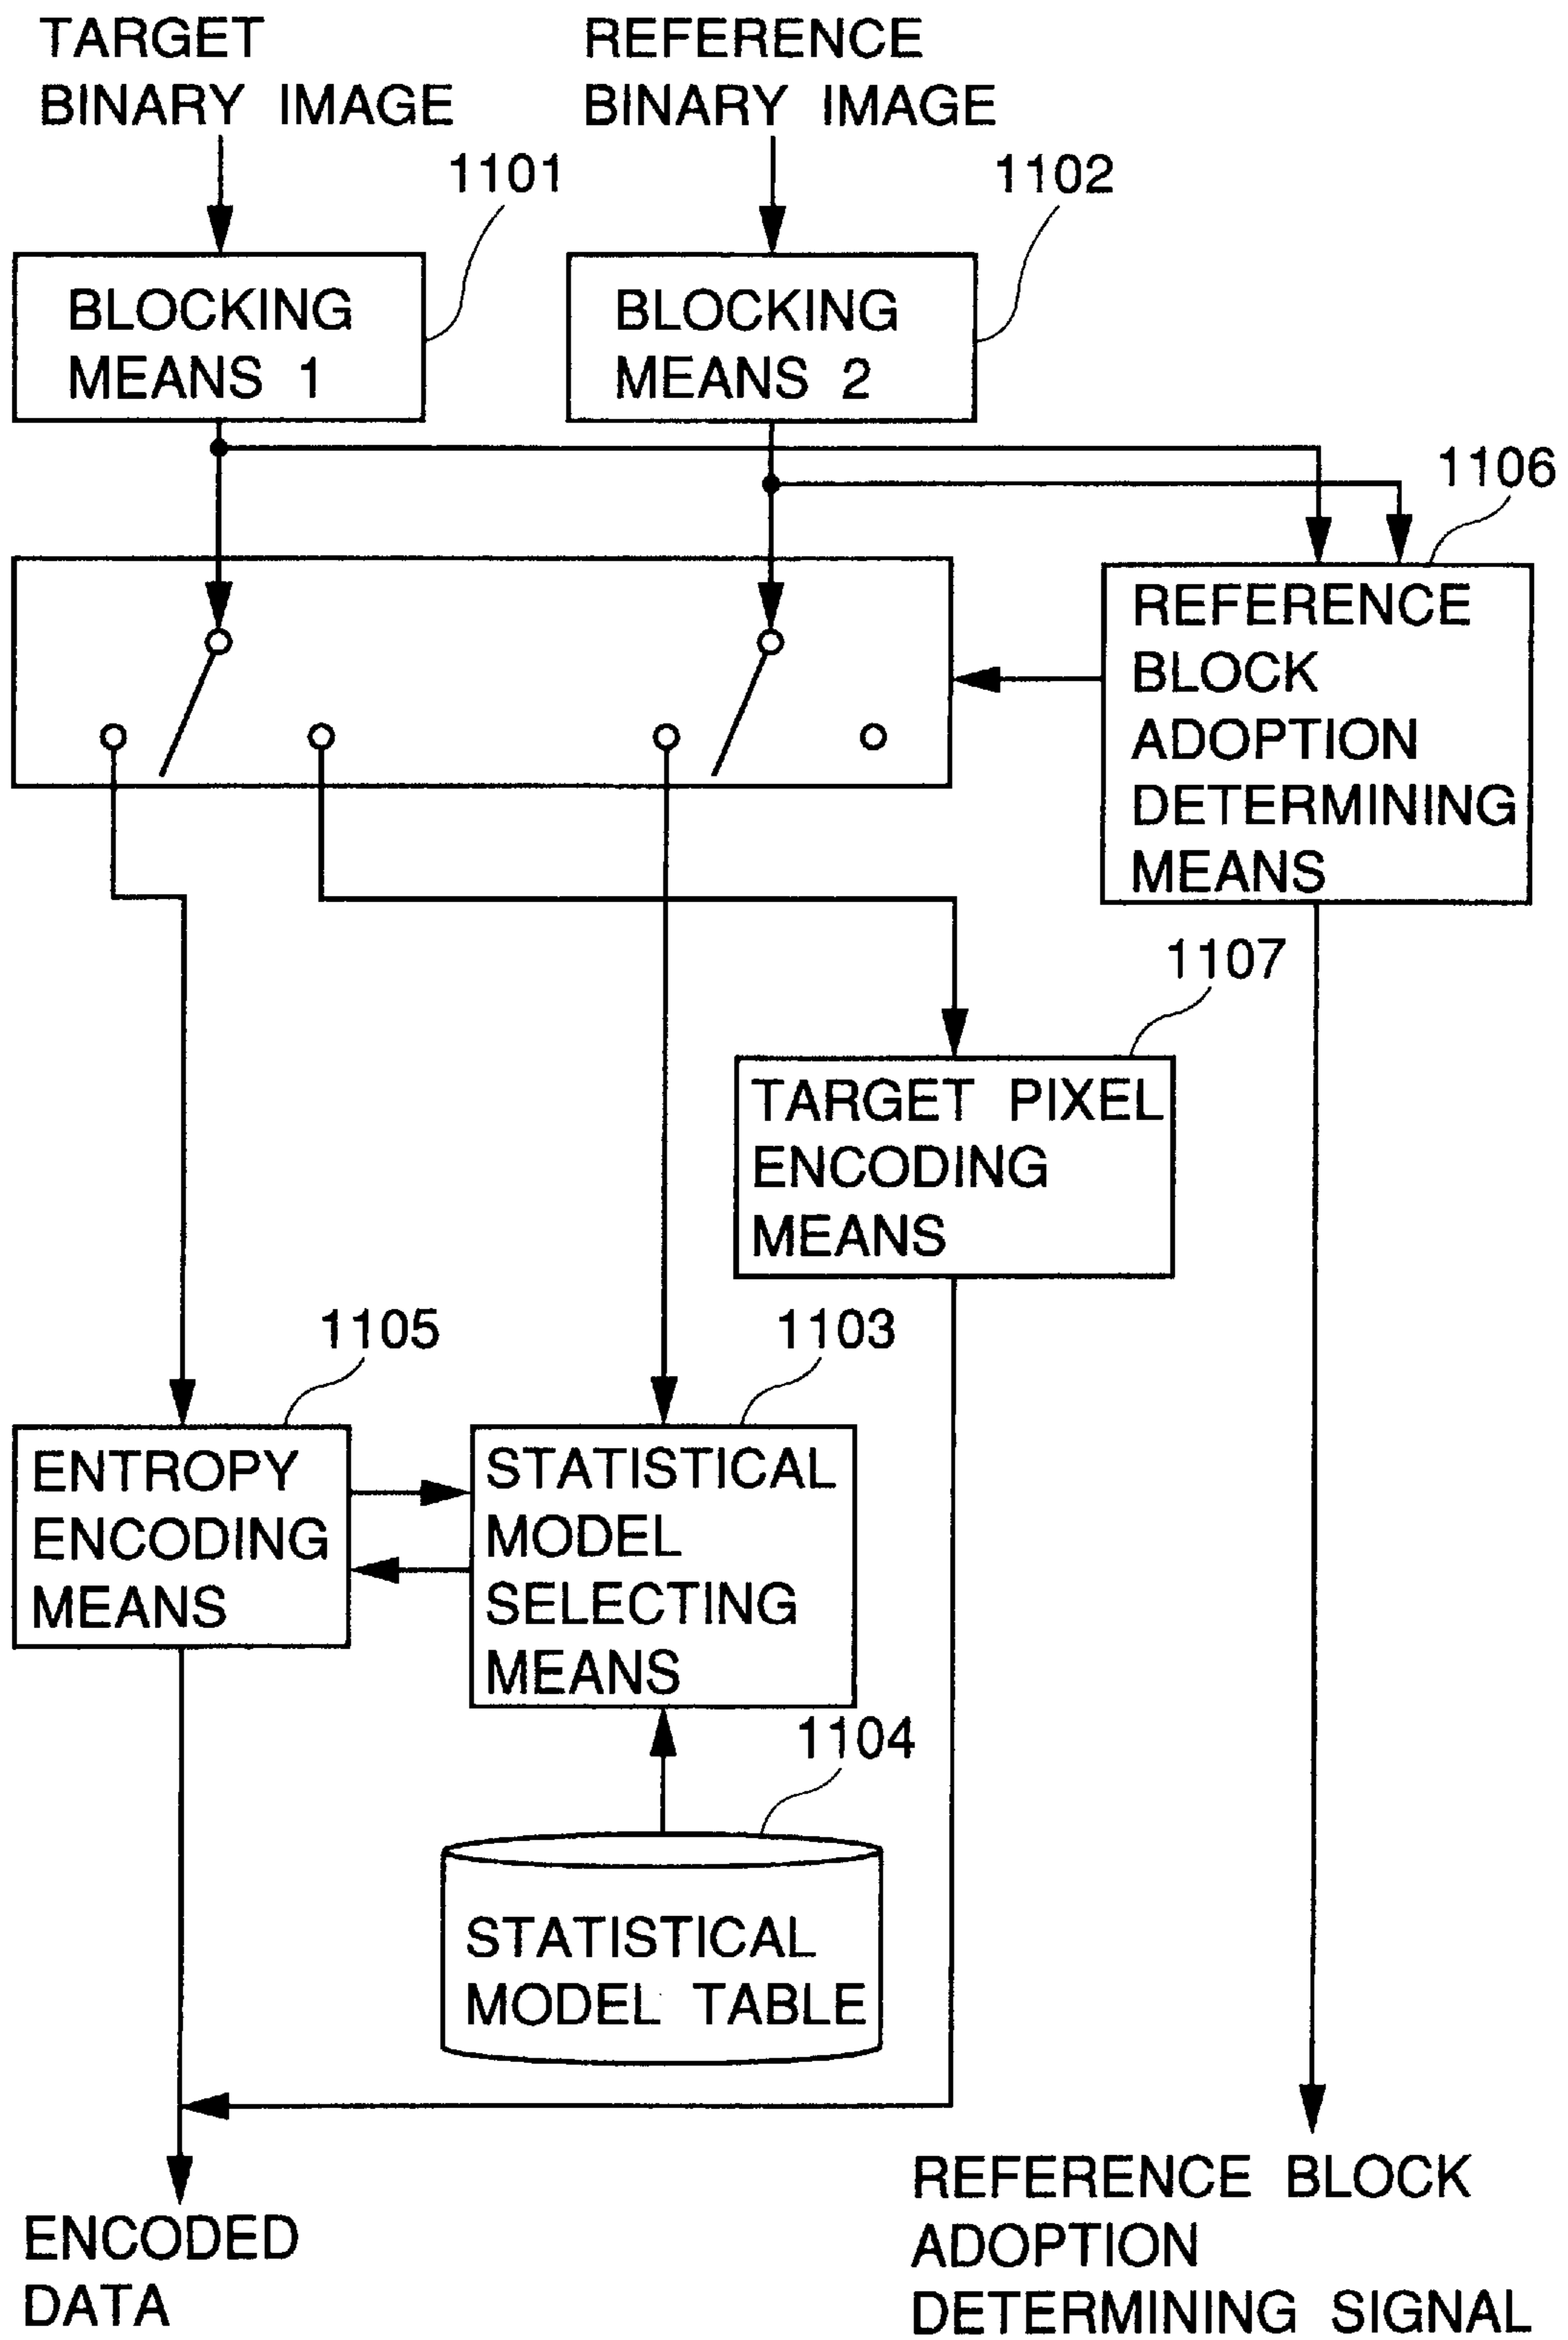 TARGET
BINARY IMAGE
REFERENCE
BINARY IMAGE
1101
1102
BLOCKING
MEANS 1
BLOCKING
MEANS 2
1106
REFERENCE
BLOCK
ADOPTION
DETERMINING
MEANS
1107
TARGET PIXEL
ENCODING
MEANS
1105
1103
ENTROPY
ENCODING
MEANS
STATISTICAL
MODEL
SELECTING
MEANS
1104
STATISTICAL
MODEL TABLE
ENCODED
DATA
REFERENCE BLOCK
ADOPTION
DETERMINING SIGNAL